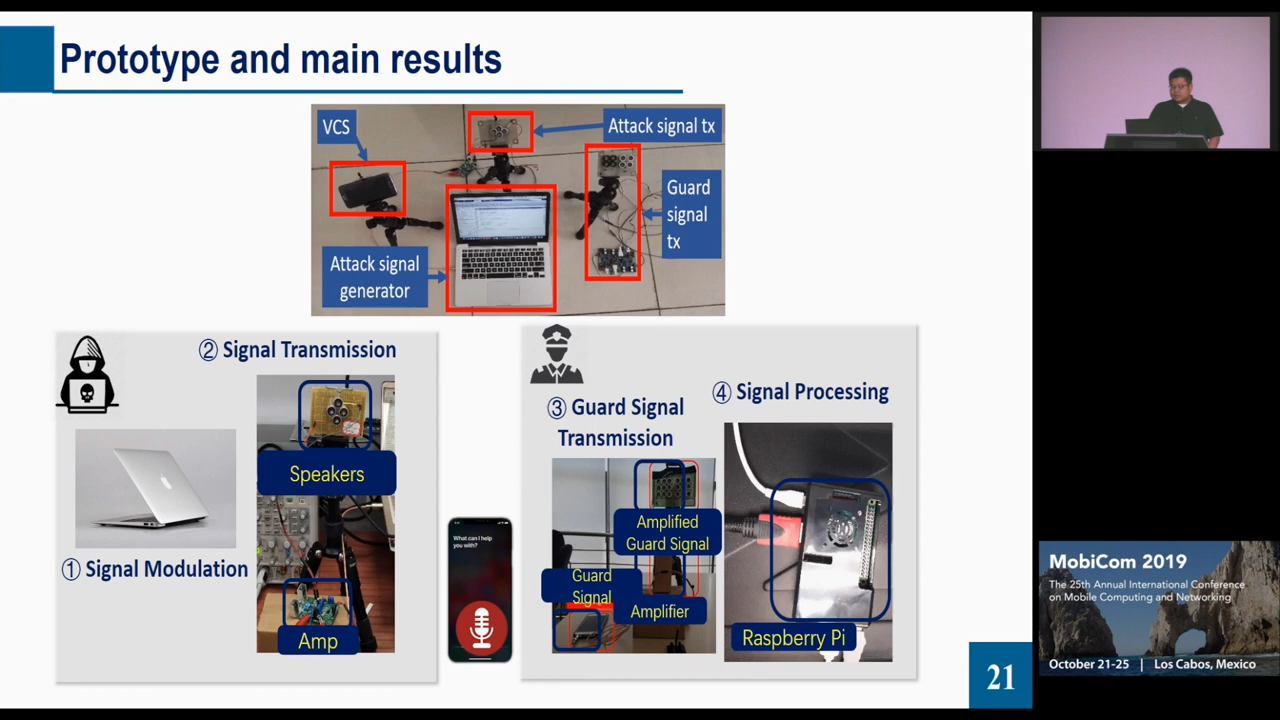 Prototype and main results
VCS
Attack signal tx
Guard
signal
tx
Attack signal
generator
② Signal Transmission
Speakers
① Signal Modulation
Amp
What can I help
you with?
③ Guard Signal
Transmission
④ Signal Processing
Amplified
Guard Signal
Guard
Signal
Amplifier
Raspberry Pi
21
MobiCom 2019
The 25th Annual International Conference
on Mobile Computing and Networking
October 21-25 | Los Cabos, Mexico